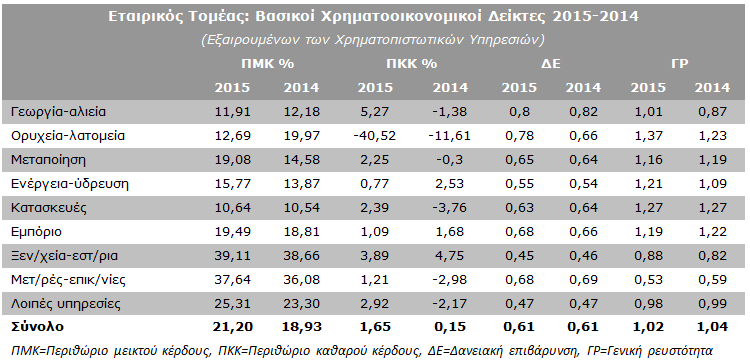 Εταιρικός Τομέας: Βασικοί Χρηματοοικονομικοί Δείκτες 2015-2014
(Εξαιρουμένων των Χρηματοπιστωτικών Υπηρεσιών)
ΠΜΚ % ΠΚΚ % ΔΕ ΓΡ
2015 2014 2015 2014 2015 2014 2015 2014
Γεωργία-αλιεία 11,91 12,18 5,27 -1,38 0,8 0,82 1,01 0,87
Ορυχεία-λατομεία 12,69 19,97 -40,52 -11,61 0,78 0,66 1,37 1,23
Μεταποίηση 19,08 14,58 2,25 -0,3 0,65 0,64 1,16 1,19
Ενέργεια-ύδρευση 15,77 13,87 0,77 2,53 0,55 0,54 1,21 1,09
Κατασκευές 10,64 10,54 2,39 -3,76 0,63 0,64 1,27 1,27
Εμπόριο 19,49 18,81 1,09 1,68 0,68 0,66 1,19 1,22
Ξεν/χεία-εστ/ρια 39,11 38,66 3,89 4,75 0,45 0,46 0,88 0,82
Μετ/ρές-επικ/νίες 37,64 36,08 1,21 -2,98 0,68 0,69 0,53 0,59
Λοιπές υπηρεσίες 25,31 23,30 2,92 -2,17 0,47 0,47 0,98 0,99
Σύνολο 21,20 18,93 1,65 0,15 0,61 0,61 1,02 1,04
ΠΜΚ=Περιθώριο μεικτού κέρδους, ΠΚΚ=Περιθώριο καθαρού κέρδους, ΔΕ=Δανειακή επιβάρυνση, ΓΡ=Γενική ρευστότητα